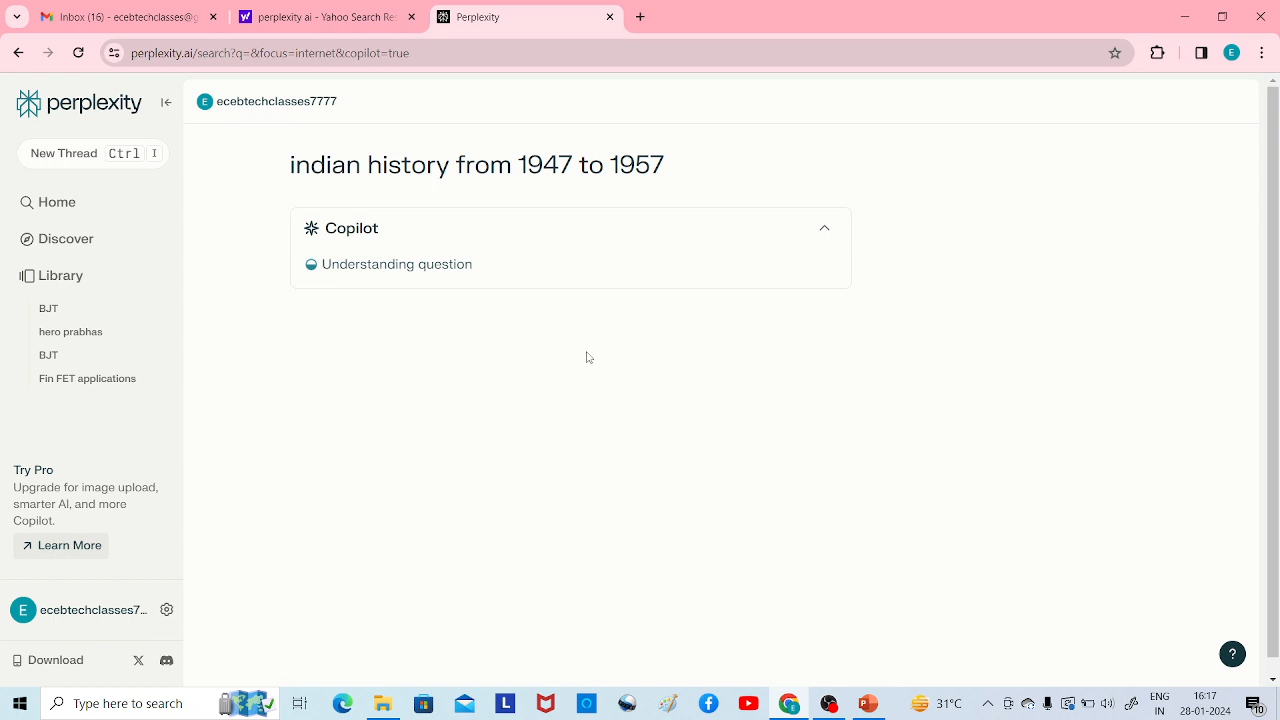 Inbox (16) - ecebtechclasses@g
perplexity ai - Yahoo Search Res
Perplexity
perplexity.ai/search?q=&focus=internet&copilot=true
E
perplexity
New Thread Ctrl I
Home
Discover
Library
BJT
hero prabhas
BJT
Fin FET applications
Try Pro
Upgrade for image upload,
smarter AI, and more
Copilot.
Learn More
E ecebtechclasses7...
Download
E ecebtechclasses7777
indian history from 1947 to 1957
Copilot
Understanding question
?
Type here to search
L
31°C
ENG
IN
16:17
28-01-2024
10